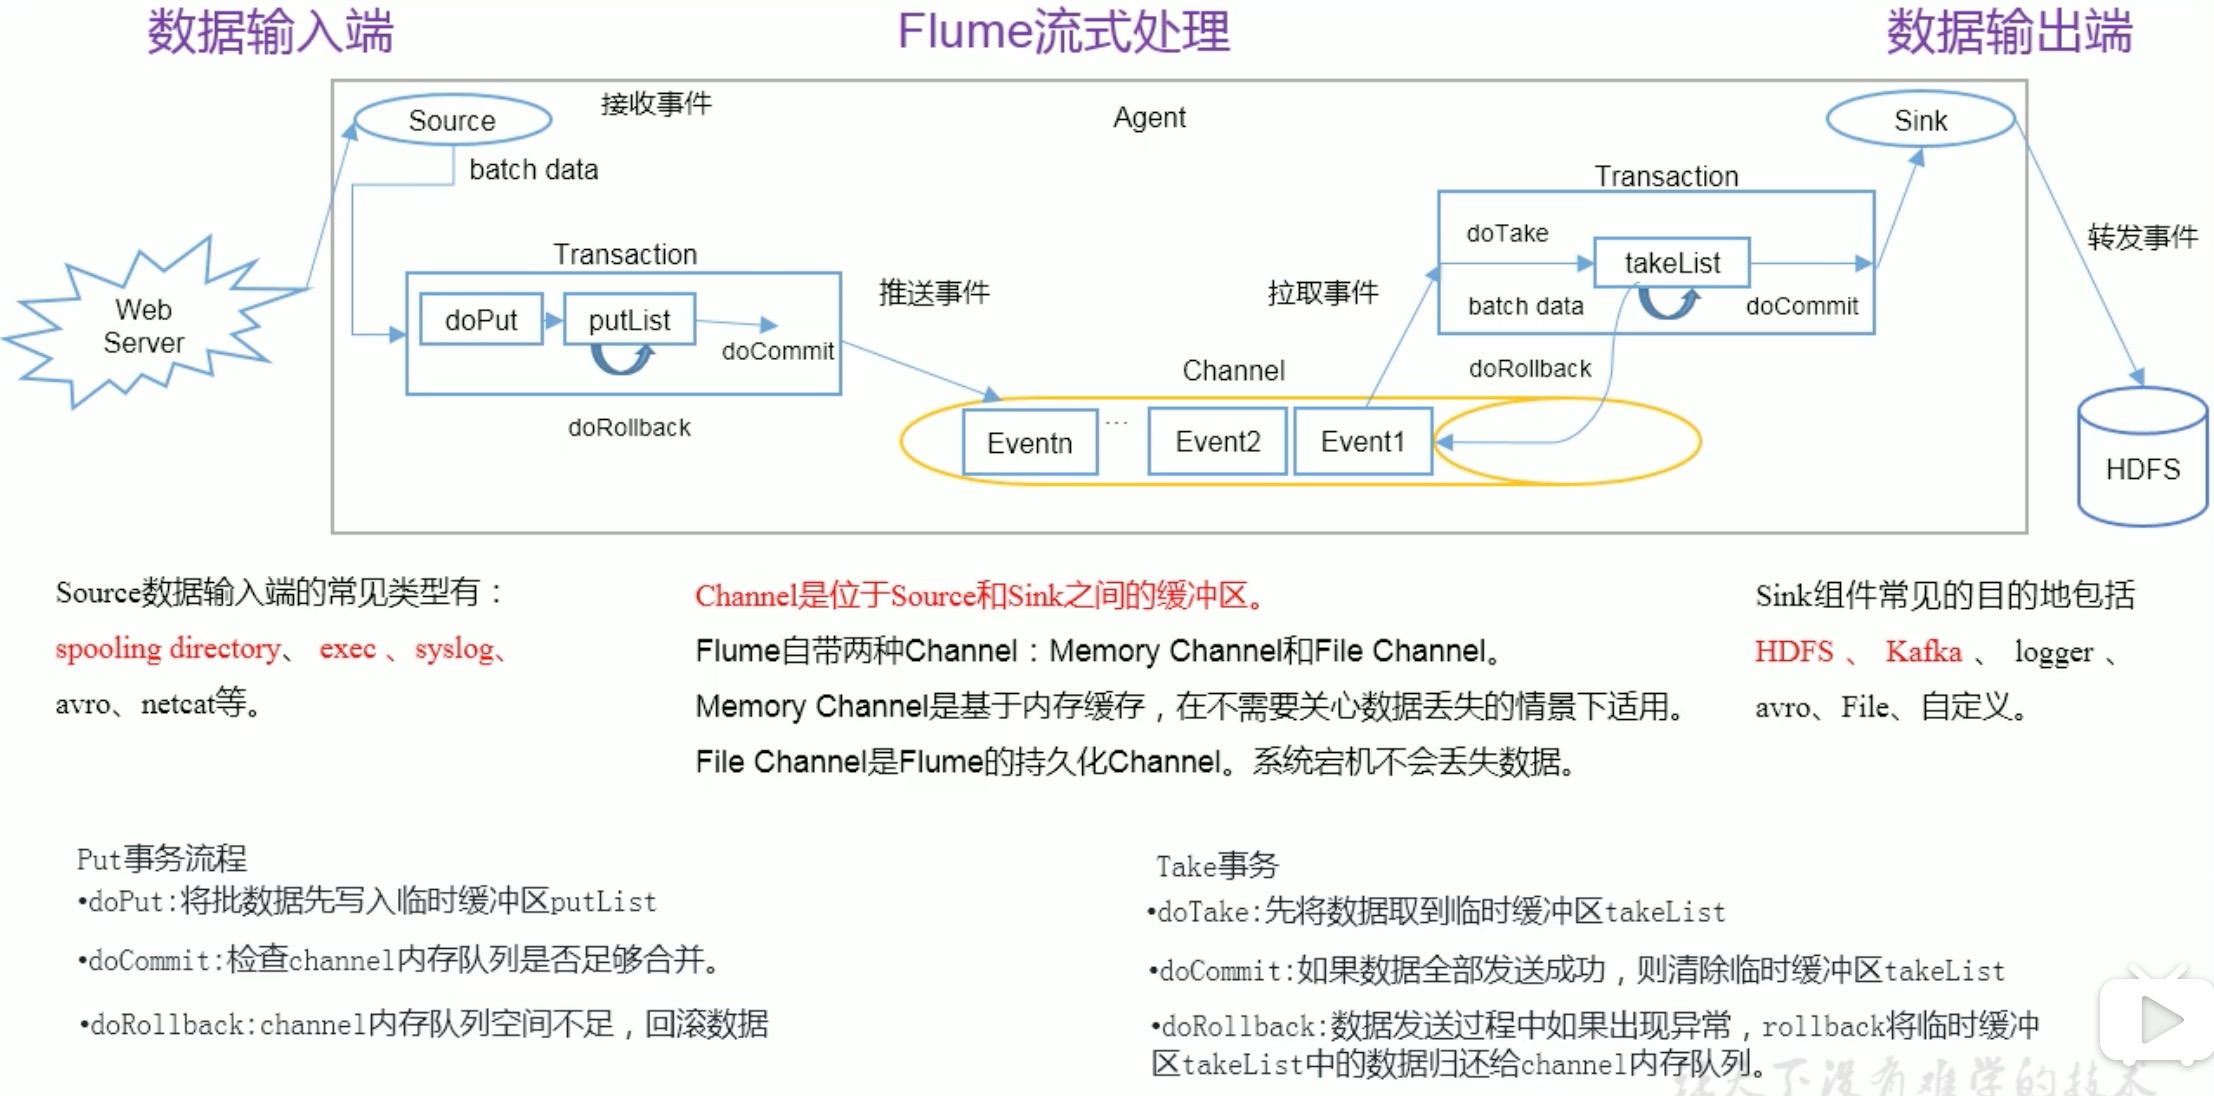 数据输入端
Flume流式处理
数据输出端
Source
接收事件
Agent
Sink
batch data
Transaction
doTake
takeList
batch data
doCommit
转发事件
Web
Server
Transaction
doPut
putList
doCommit
推送事件
拉取事件
doRollback
Channel
doRollback
Eventn
...
Event2
Event1
HDFS
Source数据输入端的常见类型有：
spooling directory、 exec 、syslog、
avro、netcat等。
Channel是位于Source和Sink之间的缓冲区。
Flume自带两种Channel：Memory Channel和File Channel。
Memory Channel是基于内存缓存，在不需要关心数据丢失的情景下适用。
File Channel是Flume的持久化Channel。系统宕机不会丢失数据。
Sink组件常见的目的地包括
HDFS 、 Kafka 、 logger 、
avro、File、自定义。
Put事务流程
•doPut:将批数据先写入临时缓冲区putList
•doCommit:检查channel内存队列是否足够合并。
•doRollback:channel内存队列空间不足，回滚数据
Take事务
•doTake:先将数据取到临时缓冲区takeList
•doCommit:如果数据全部发送成功，则清除临时缓冲区takeList
•doRollback:数据发送过程中如果出现异常，rollback将临时缓冲
区takeList中的数据归还给channel内存队列。
天下没有难学的技术